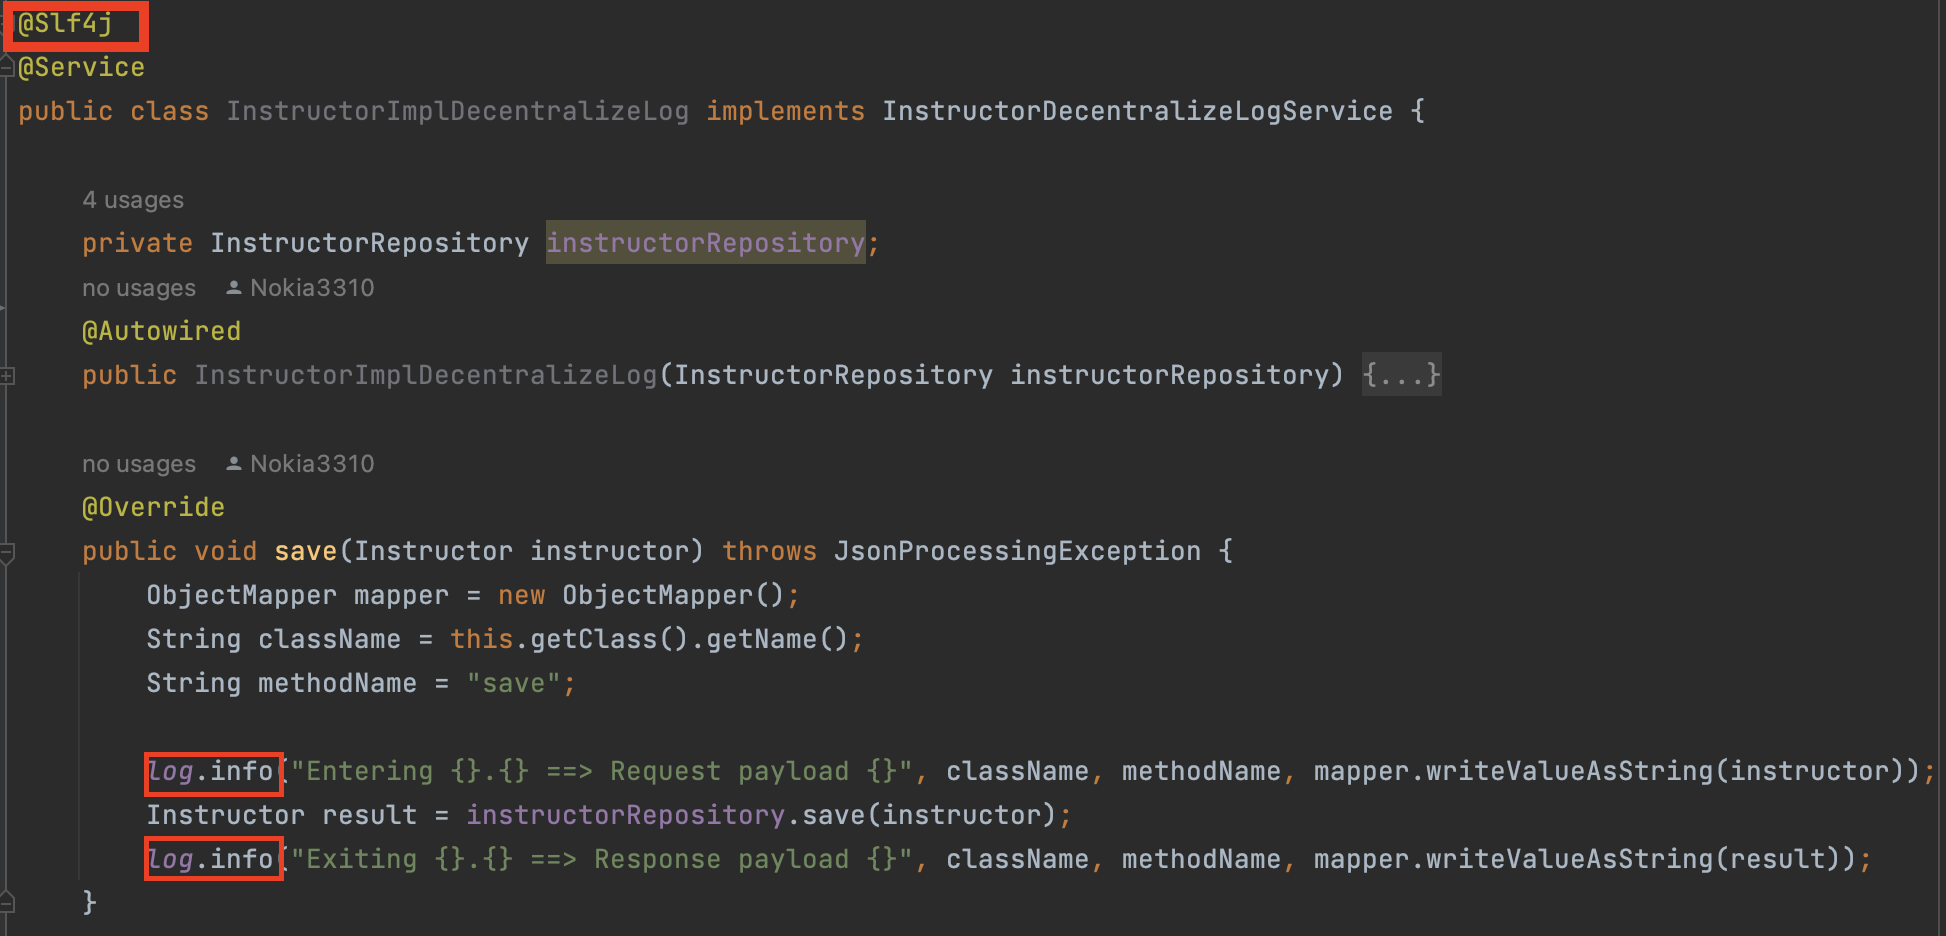 @Slf4j
@Service
public class InstructorImplDecentralizeLog implements InstructorDecentralizeLogService {
4 usages
private InstructorRepository instructorRepository;
no usages Nokia3310
@Autowired
public InstructorImplDecentralizeLog(InstructorRepository instructorRepository) {...}
no usages Nokia3310
@Override
public void save(Instructor instructor) throws JsonProcessingException {
ObjectMapper mapper = new ObjectMapper();
String className = this.getClass().getName();
String methodName = "save";
log.info("Entering {}.{} ==> Request payload {}", className, methodName, mapper.writeValueAsString(instructor));
Instructor result = instructorRepository.save(instructor);
log.info("Exiting {}.{} ==> Response payload {}", className, methodName, mapper.writeValueAsString(result));
}